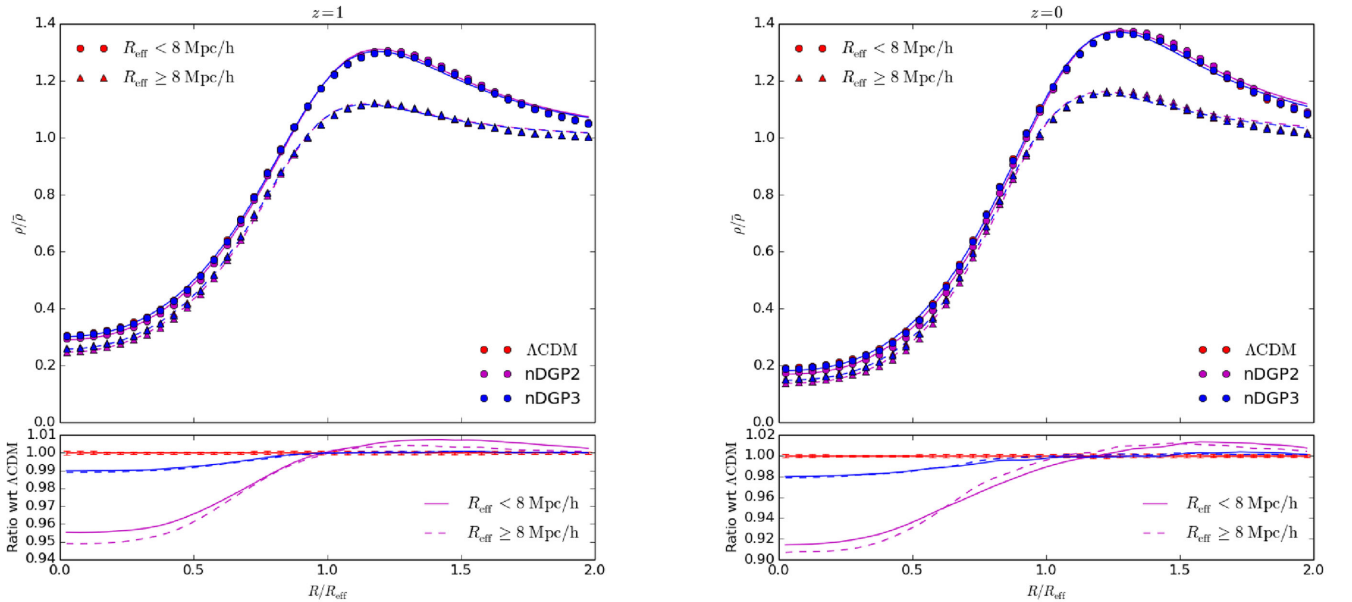 z=1
1.4
1.2
1.0
0.8
0.6
0.4
0.2
0.0
ρ/ρ̄
R_eff < 8 Mpc/h
R_eff ≥ 8 Mpc/h
ΛCDM
nDGP2
nDGP3
1.01
1.00
0.99
0.98
0.97
0.96
0.95
0.94
Ratio wrt ΛCDM
R_eff < 8 Mpc/h
R_eff ≥ 8 Mpc/h
0.0 0.5 1.0 1.5 2.0
R/R_eff
z=0
1.4
1.2
1.0
0.8
0.6
0.4
0.2
0.0
ρ/ρ̄
R_eff < 8 Mpc/h
R_eff ≥ 8 Mpc/h
ΛCDM
nDGP2
nDGP3
1.02
1.00
0.98
0.96
0.94
0.92
0.90
Ratio wrt ΛCDM
R_eff < 8 Mpc/h
R_eff ≥ 8 Mpc/h
0.0 0.5 1.0 1.5 2.0
R/R_eff